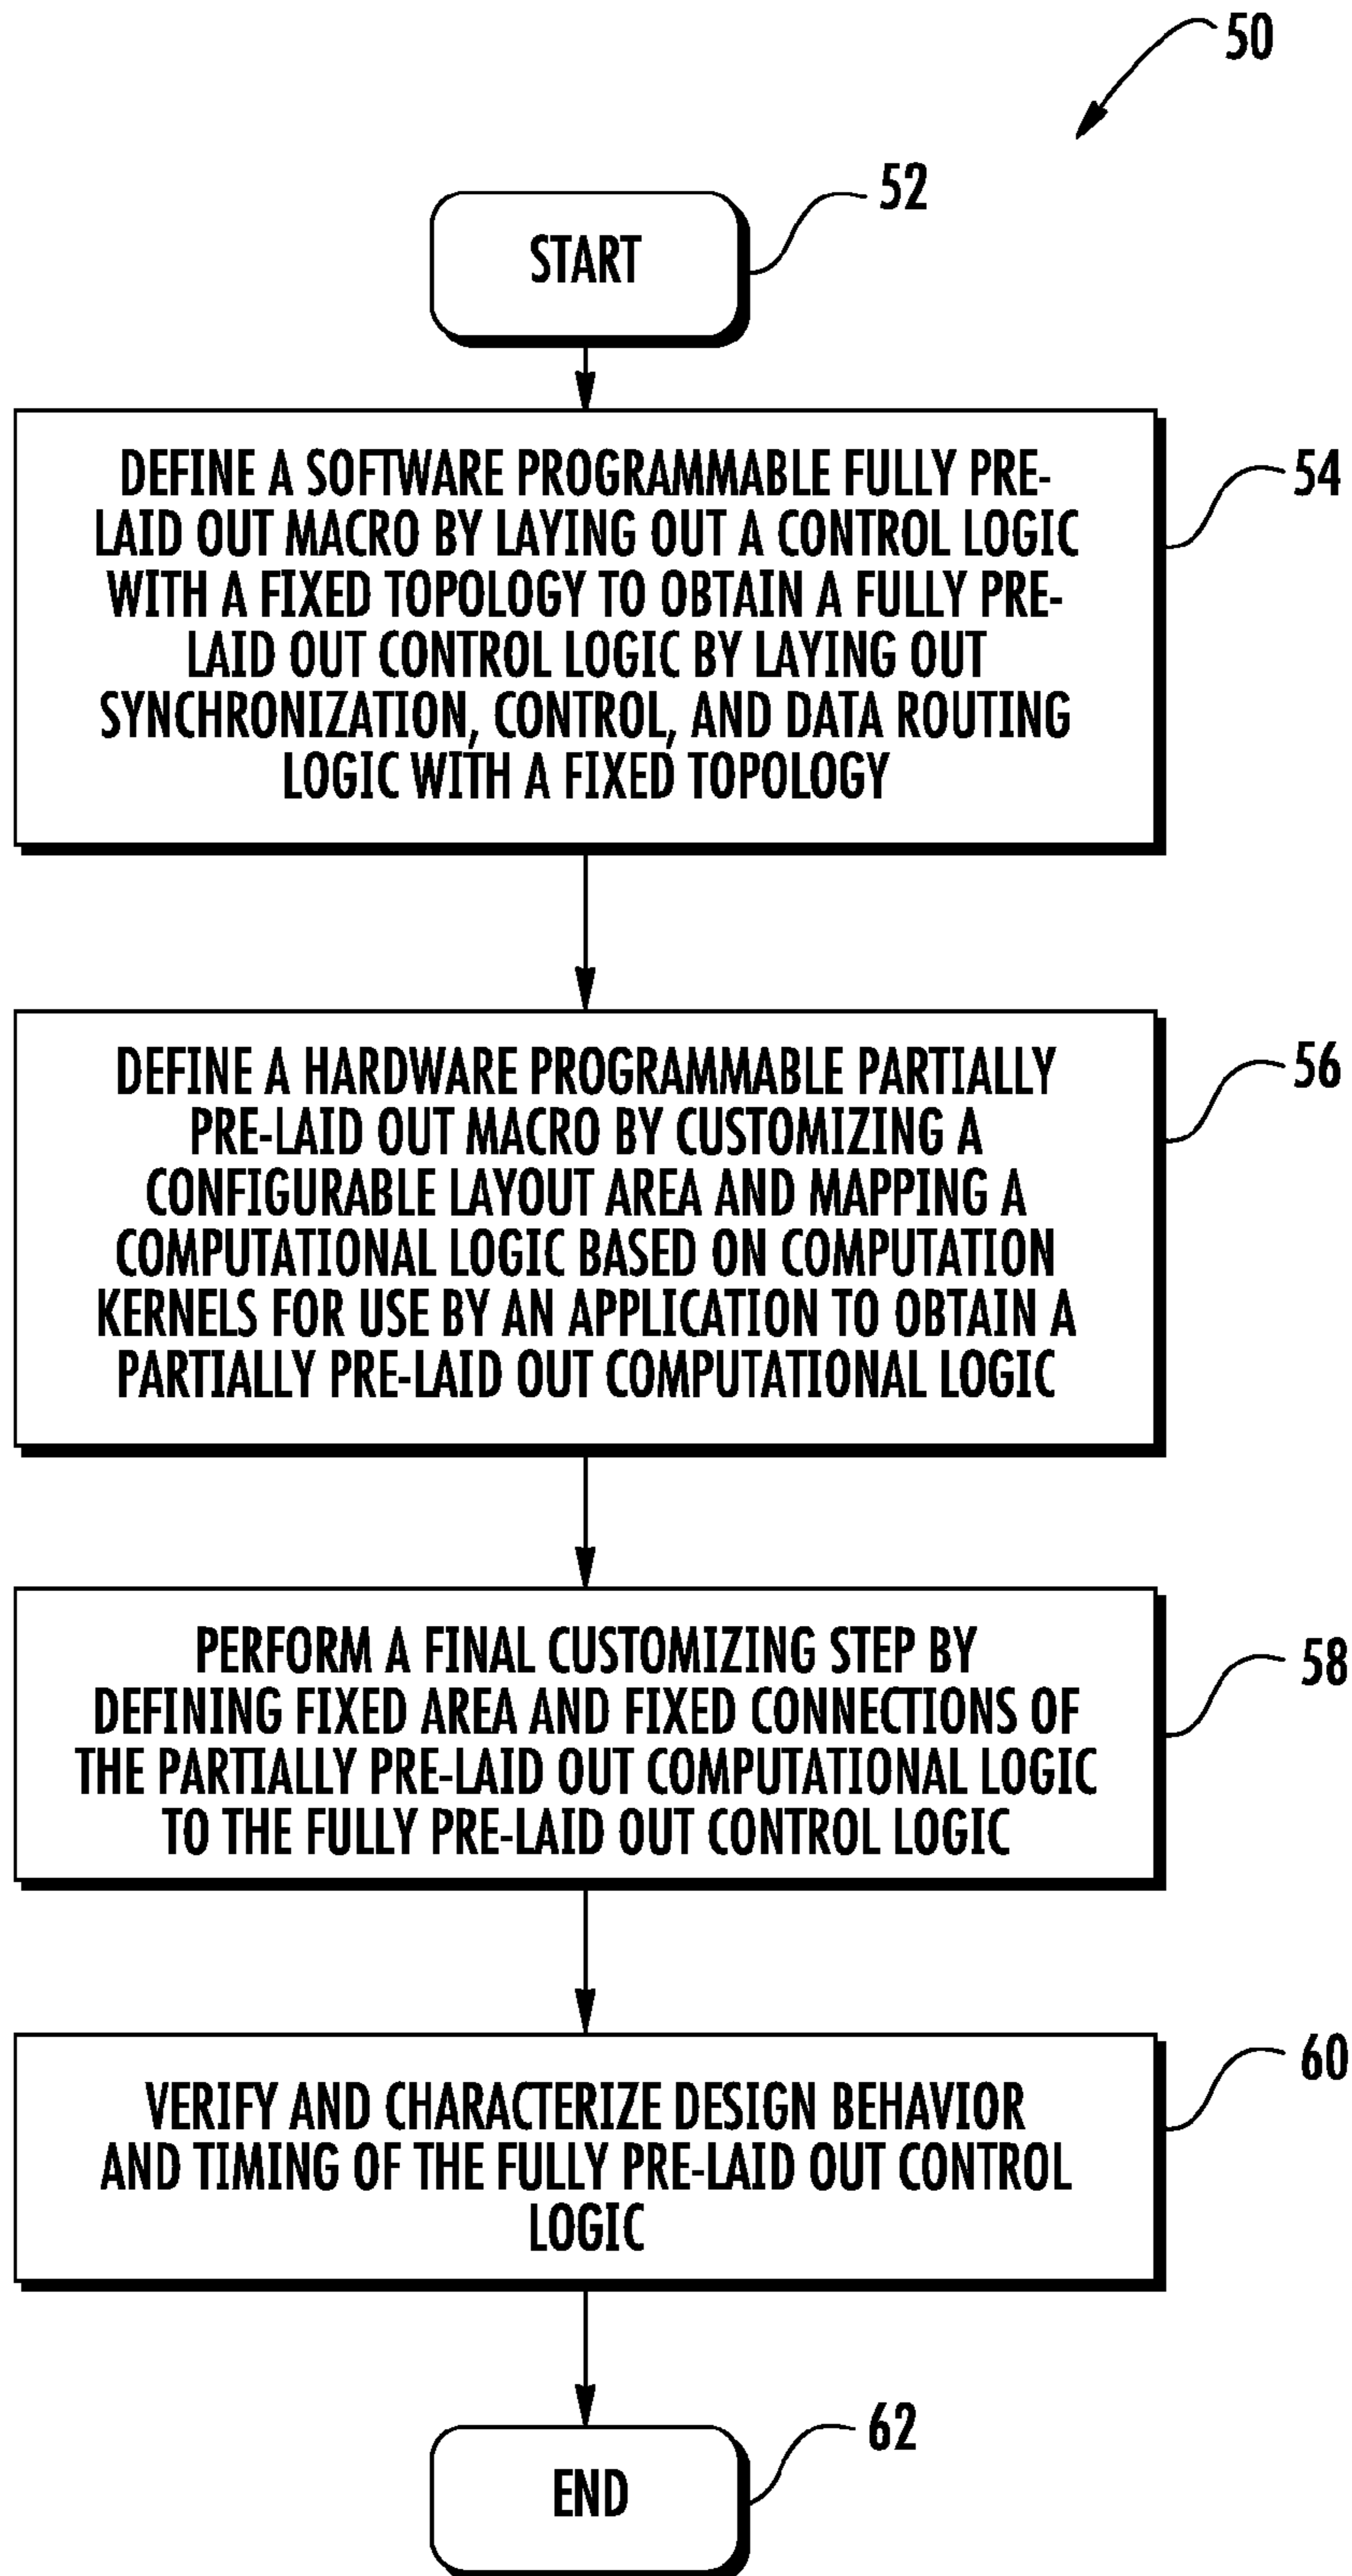 50
52
START
54
DEFINE A SOFTWARE PROGRAMMABLE FULLY PRE-
LAID OUT MACRO BY LAYING OUT A CONTROL LOGIC
WITH A FIXED TOPOLOGY TO OBTAIN A FULLY PRE-
LAID OUT CONTROL LOGIC BY LAYING OUT
SYNCHRONIZATION, CONTROL, AND DATA ROUTING
LOGIC WITH A FIXED TOPOLOGY
56
DEFINE A HARDWARE PROGRAMMABLE PARTIALLY
PRE-LAID OUT MACRO BY CUSTOMIZING A
CONFIGURABLE LAYOUT AREA AND MAPPING A
COMPUTATIONAL LOGIC BASED ON COMPUTATION
KERNELS FOR USE BY AN APPLICATION TO OBTAIN A
PARTIALLY PRE-LAID OUT COMPUTATIONAL LOGIC
58
PERFORM A FINAL CUSTOMIZING STEP BY
DEFINING FIXED AREA AND FIXED CONNECTIONS OF
THE PARTIALLY PRE-LAID OUT COMPUTATIONAL LOGIC
TO THE FULLY PRE-LAID OUT CONTROL LOGIC
60
VERIFY AND CHARACTERIZE DESIGN BEHAVIOR
AND TIMING OF THE FULLY PRE-LAID OUT CONTROL
LOGIC
62
END